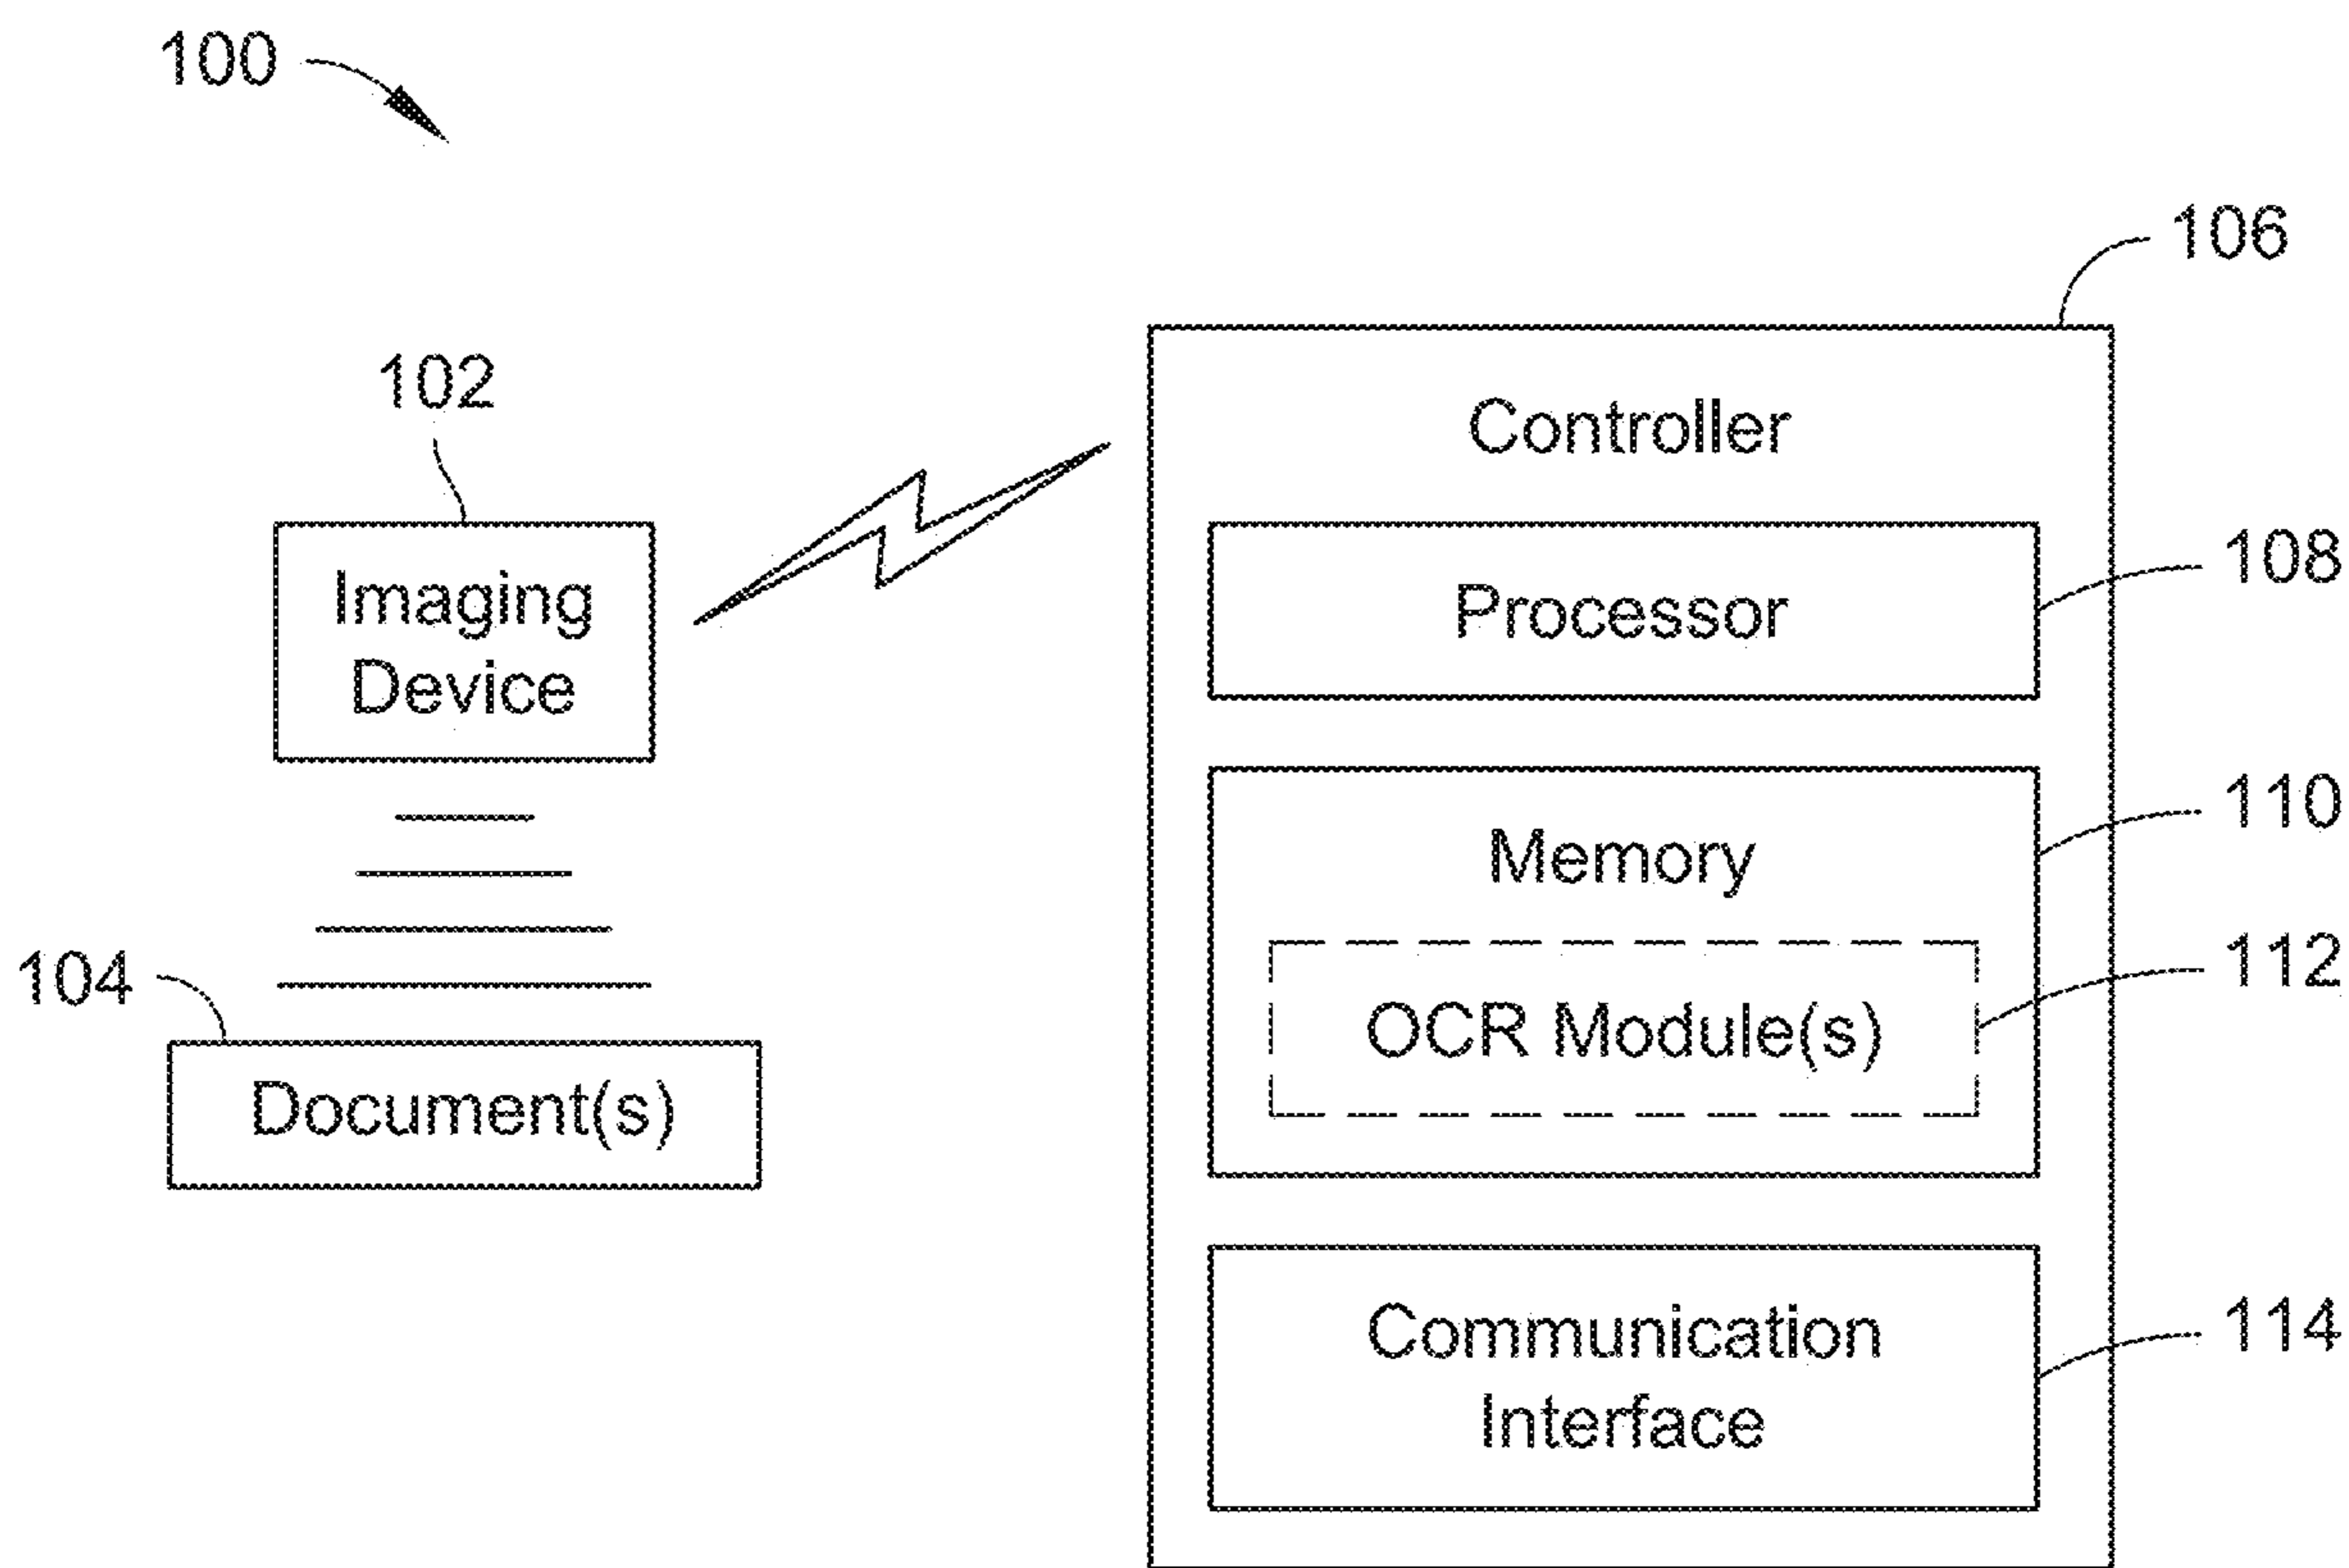 100
106
102
Controller
108
Imaging
Device
Processor
110
Memory
112
104
OCR Module(s)
Document(s)
114
Communication
Interface